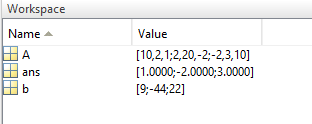 Workspace
Name Value
A [10,2,1;2,20,-2;-2,3,10]
ans [1.0000;-2.0000;3.0000]
b [9;-44;22]